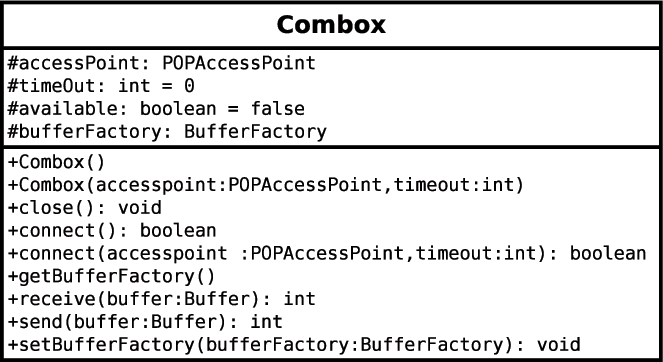 Combox
#accessPoint: POPAccessPoint
#timeOut: int = 0
#available: boolean = false
#bufferFactory: BufferFactory
+Combox()
+Combox(accesspoint:POPAccessPoint,timeout:int)
+close(): void
+connect(): boolean
+connect(accesspoint :POPAccessPoint,timeout:int): boolean
+getBufferFactory()
+receive(buffer:Buffer): int
+send(buffer:Buffer): int
+setBufferFactory(bufferFactory:BufferFactory): void